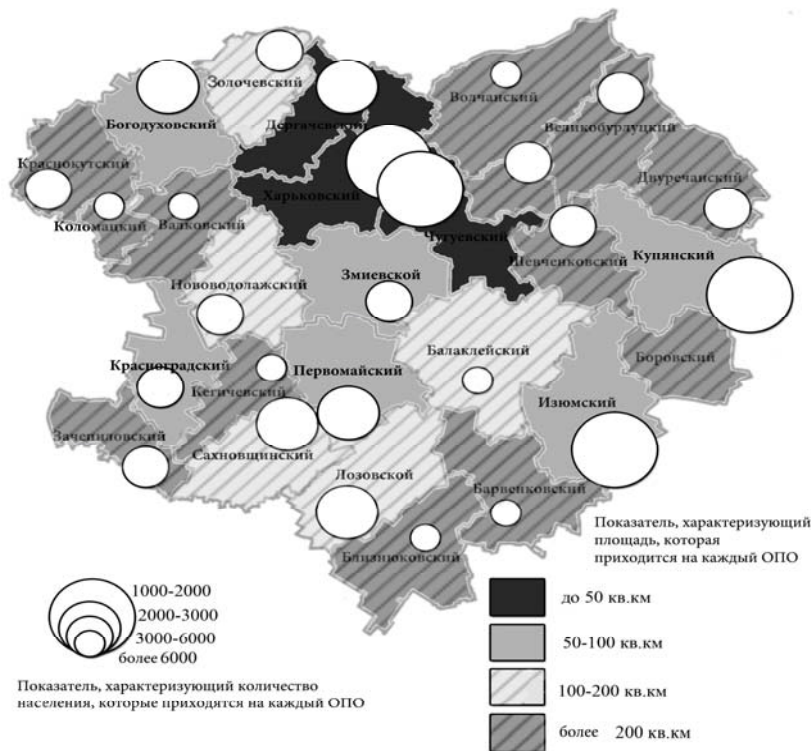 Золочевский
Волчанский
Богодуховский
Дергачевский
Великобурлуцкий
Краснокутский
Двуречанский
Харьковский
Коломацкий
Валковский
Чугуевский
Шевченковский
Купянский
Нововодолажский
Змиевской
Балаклейский
Боровский
Красноградский
Первомайский
Кегичевский
Изюмский
Зачепиловский
Сахновщинский
Лозовской
Барвенковский
Близнюковский
Показатель, характеризующий
площадь, которая
приходится на каждый ОПО
до 50 кв.км
50-100 кв.км
100-200 кв.км
более 200 кв.км
1000-2000
2000-3000
3000-6000
более 6000
Показатель, характеризующий количество
населения, которые приходятся на каждый ОПО